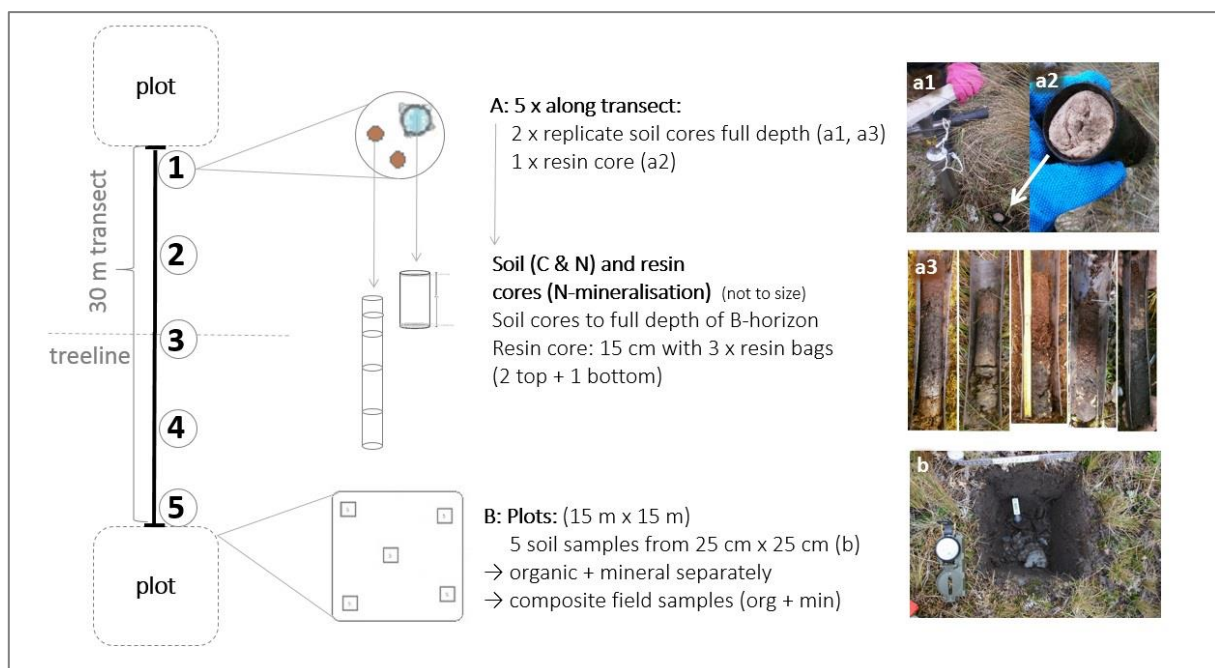 plot
30 m transect
1
2
3
treeline
4
5
plot
A: 5 x along transect:
2 x replicate soil cores full depth (a1, a3)
1 x resin core (a2)
Soil (C & N) and resin
cores (N-mineralisation) (not to size)
Soil cores to full depth of B-horizon
Resin core: 15 cm with 3 x resin bags
(2 top + 1 bottom)
B: Plots: (15 m x 15 m)
5 soil samples from 25 cm x 25 cm (b)
→ organic + mineral separately
→ composite field samples (org + min)
a1
a2
a3
b